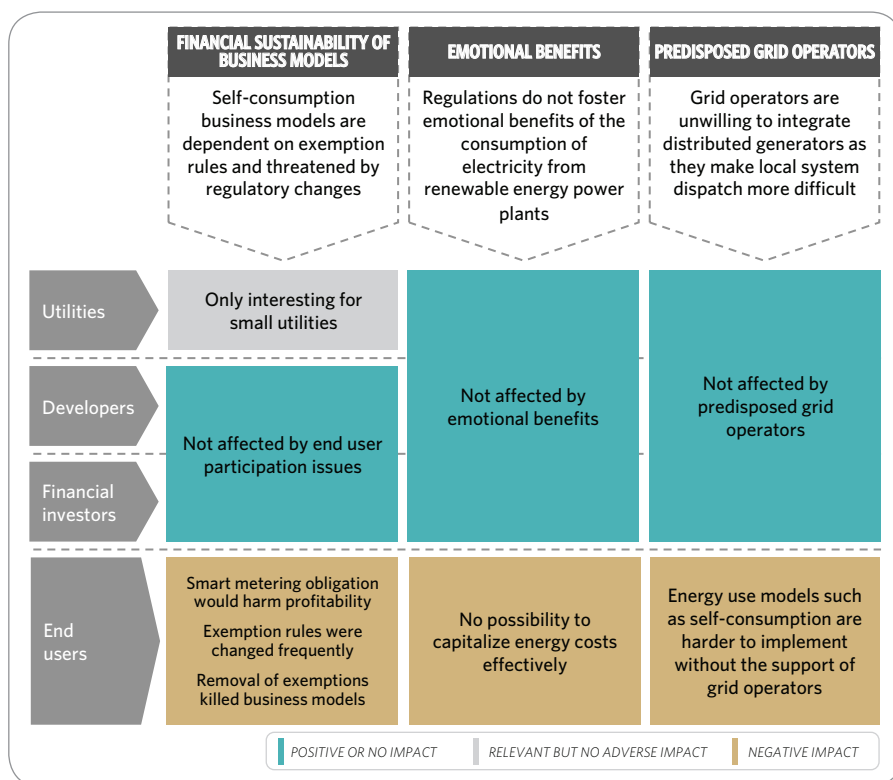 FINANCIAL SUSTAINABILITY OF
BUSINESS MODELS
EMOTIONAL BENEFITS
PREDISPOSED GRID OPERATORS
Self-consumption
business models are
dependent on exemption
rules and threatened by
regulatory changes
Regulations do not foster
emotional benefits of the
consumption of
electricity from
renewable energy power
plants
Grid operators are
unwilling to integrate
distributed generators as
they make local system
dispatch more difficult
Utilities
Only interesting for
small utilities
Developers
Financial
investors
Not affected by end user
participation issues
Not affected by
emotional benefits
Not affected by
predisposed grid
operators
End
users
Smart metering obligation
would harm profitability
Exemption rules were
changed frequently
Removal of exemptions
killed business models
No possibility to
capitalize energy costs
effectively
Energy use models such
as self-consumption are
harder to implement
without the support of
grid operators
POSITIVE OR NO IMPACT
RELEVANT BUT NO ADVERSE IMPACT
NEGATIVE IMPACT